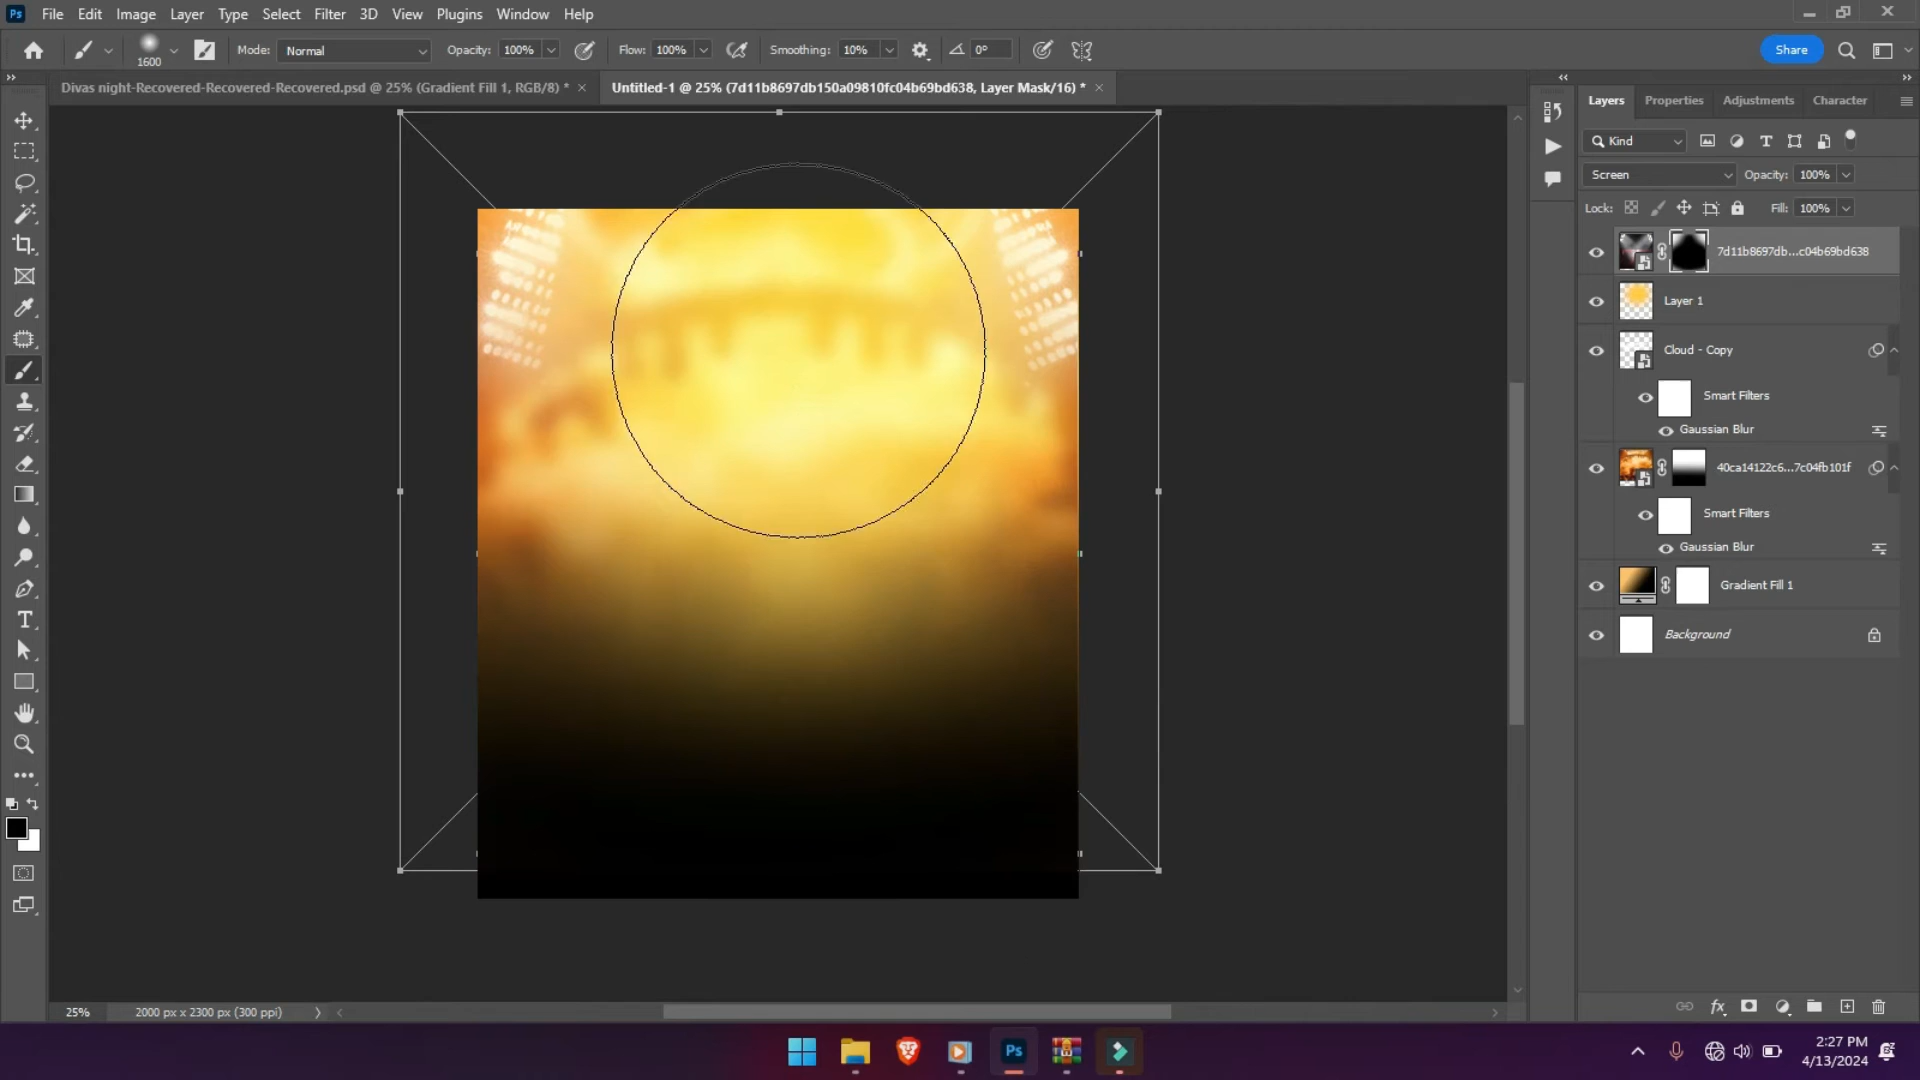 Ps File Edit Image Layer Type Select Filter 3D View Plugins Window Help
1600 Mode: Normal Opacity: 100% Flow: 100% Smoothing: 10% 0° Share
Divas night-Recovered-Recovered-Recovered.psd @ 25% (Gradient Fill 1, RGB/8) * × Untitled-1 @ 25% (7d11b8697db150a09810fc04b69bd638, Layer Mask/16) * ×
Layers Properties Adjustments Character
Kind
Screen Opacity: 100%
Lock: Fill: 100%
7d11b8697db...c04b69bd638
Layer 1
Cloud - Copy
Smart Filters
Gaussian Blur
40ca14122c6...7c04fb101f
Smart Filters
Gaussian Blur
Gradient Fill 1
Background
25% 2000 px x 2300 px (300 ppi)
Ps
2:27 PM
4/13/2024